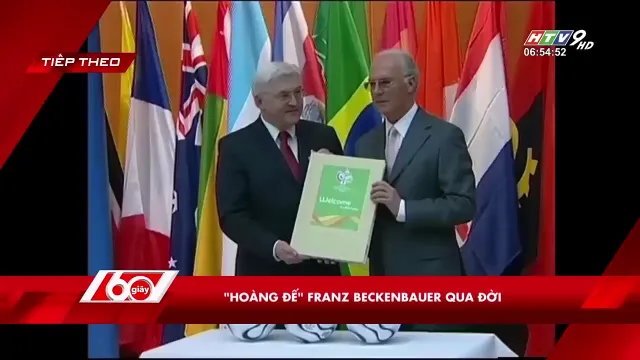 TIẾP THEO
HTV9 HD
06:54:52
Welcome
60 giây
"HOÀNG ĐẾ" FRANZ BECKENBAUER QUA ĐỜI